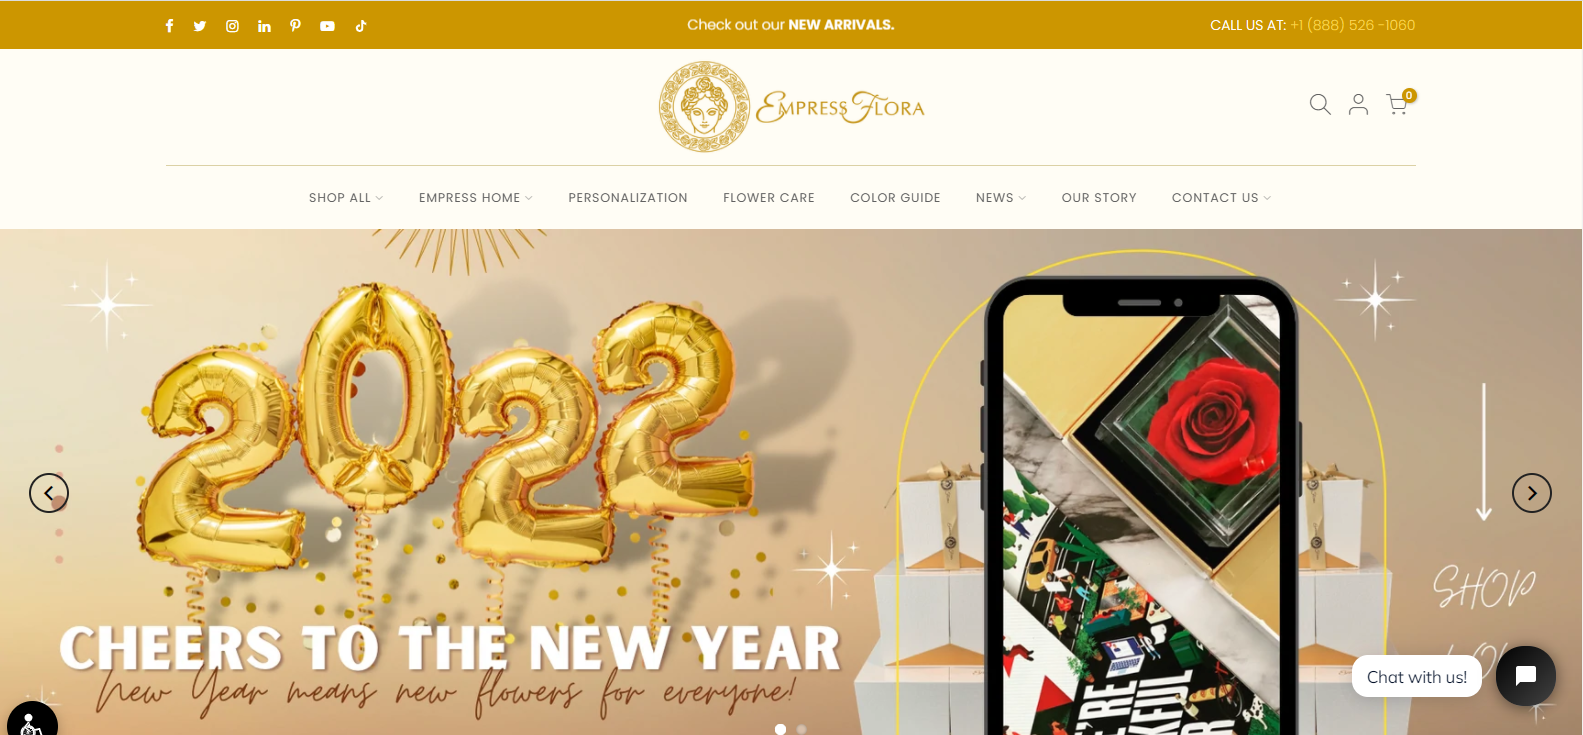 Check out our NEW ARRIVALS.
CALL US AT: +1 (888) 526 -1060
EMPRESS FLORA
0
SHOP ALL
EMPRESS HOME
PERSONALIZATION
FLOWER CARE
COLOR GUIDE
NEWS
OUR STORY
CONTACT US
2022
CHEERS TO THE NEW YEAR
New Year means new flowers for everyone!
SHOP
Chat with us!